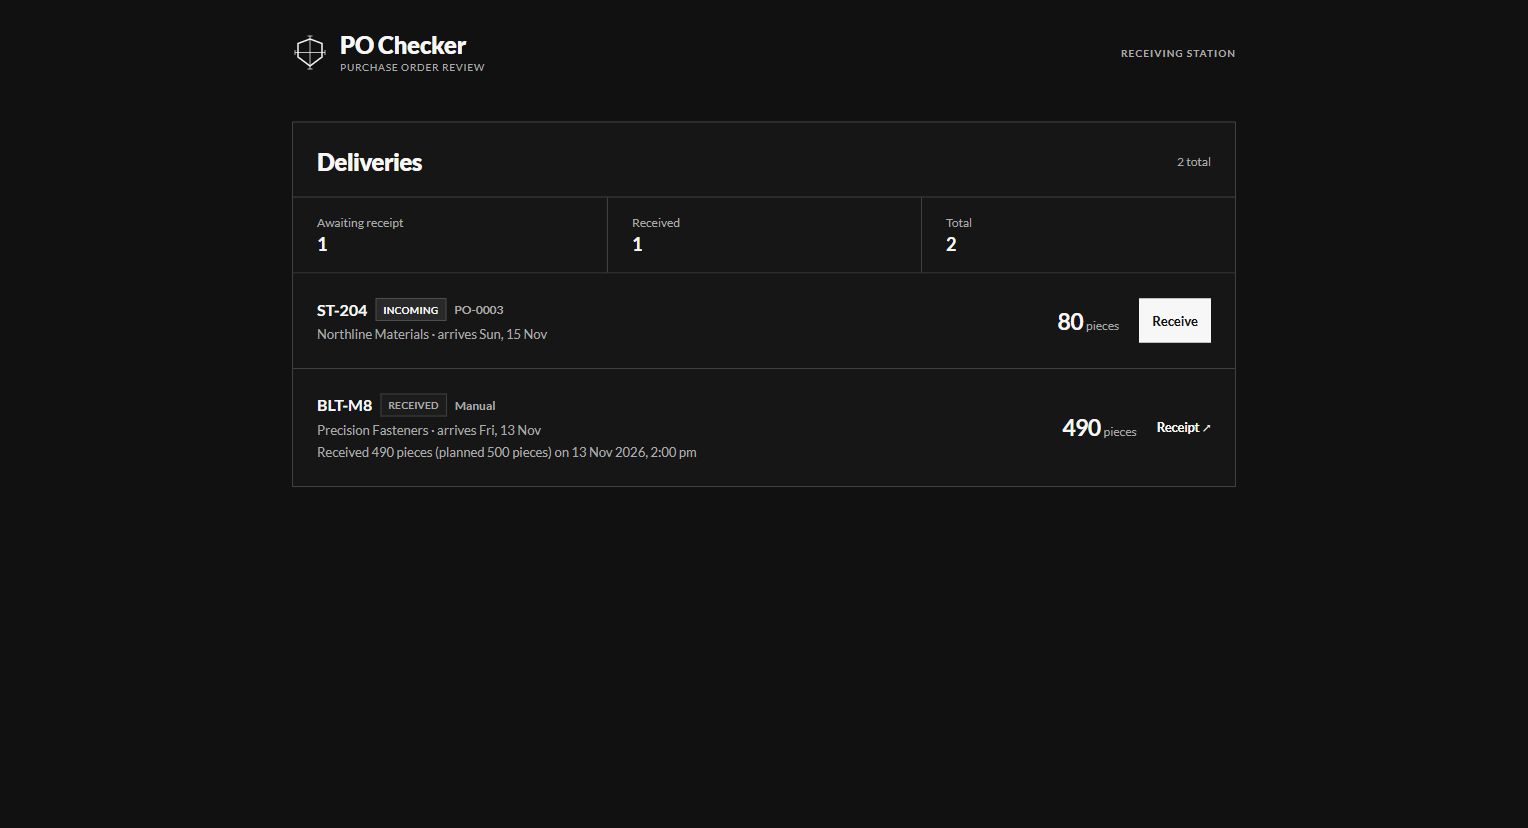 PO Checker
PURCHASE ORDER REVIEW
RECEIVING STATION
Deliveries
2 total
Awaiting receipt
1
Received
1
Total
2
ST-204 INCOMING PO-0003
Northline Materials · arrives Sun, 15 Nov
80 pieces
Receive
BLT-M8 RECEIVED Manual
Precision Fasteners · arrives Fri, 13 Nov
Received 490 pieces (planned 500 pieces) on 13 Nov 2026, 2:00 pm
490 pieces
Receipt ↗